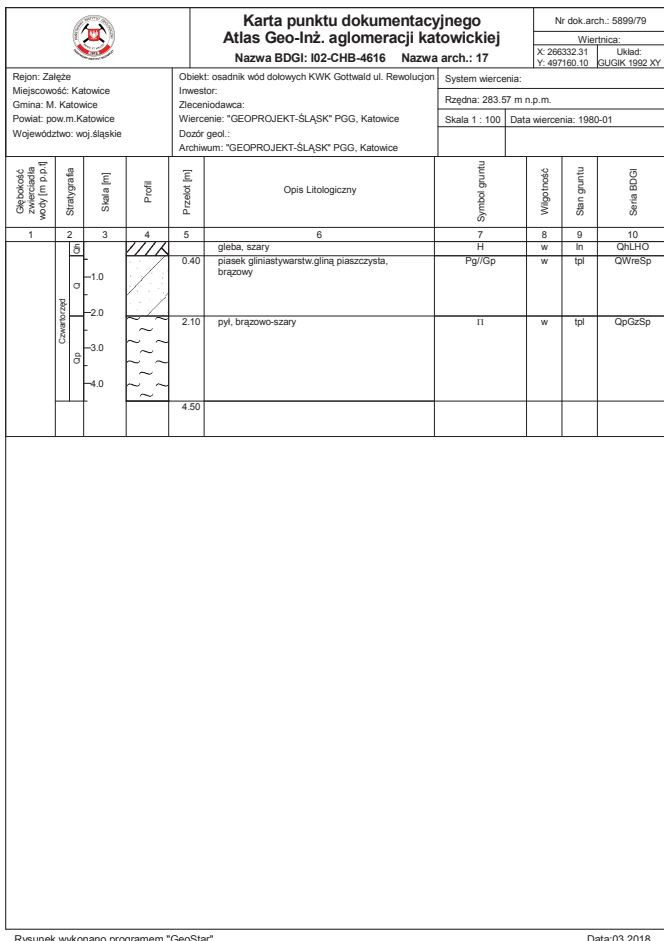 Karta punktu dokumentacyjnego
Atlas Geo-Inż. aglomeracji katowickiej
Nazwa BDGI: I02-CHB-4616 Nazwa arch.: 17
Nr dok.arch.: 5899/79
Wiertnica:
X: 266332.31 Układ:
Y: 497160.10 GUGIK 1992 XY
Rejon: Załęże
Miejscowość: Katowice
Gmina: M. Katowice
Powiat: pow.m.Katowice
Województwo: woj.śląskie
Obiekt: osadnik wód dołowych KWK Gottwald ul. Rewolucjon
Inwestor:
Zleceniodawca:
Wiercenie: "GEOPROJEKT-ŚLĄSK" PGG, Katowice
Dozór geol.:
Archiwum: "GEOPROJEKT-ŚLĄSK" PGG, Katowice
System wiercenia:
Rzędna: 283.57 m n.p.m.
Skala 1 : 100 Data wiercenia: 1980-01
Głębokość zwierciadła wody [m p.p.t]
Stratygrafia
Skala [m]
Profil
Przelot [m]
Opis Litologiczny
Symbol gruntu
Wilgotność
Stan gruntu
Seria BDGI
1 2 3 4 5 6 7 8 9 10
Qh gleba, szary H w ln QhLHO
0.40 piasek gliniastywarstw.gliną piaszczysta, Pg//Gp w tpl QWreSp
brązowy
Q
1.0
2.0
Czwartorzęd
2.10 pył, brązowo-szary Π w tpl QpGzSp
3.0
Qp
4.0
4.50
Rysunek wykonano programem "GeoStar" Data:03.2018